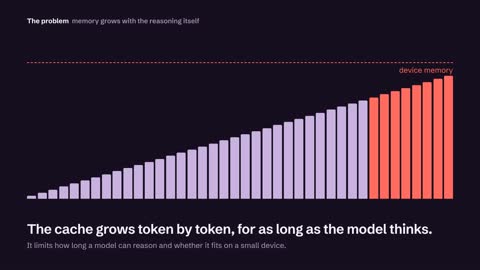 The problem memory grows with the reasoning itself
device memory
The cache grows token by token, for as long as the model thinks.
It limits how long a model can reason and whether it fits on a small device.